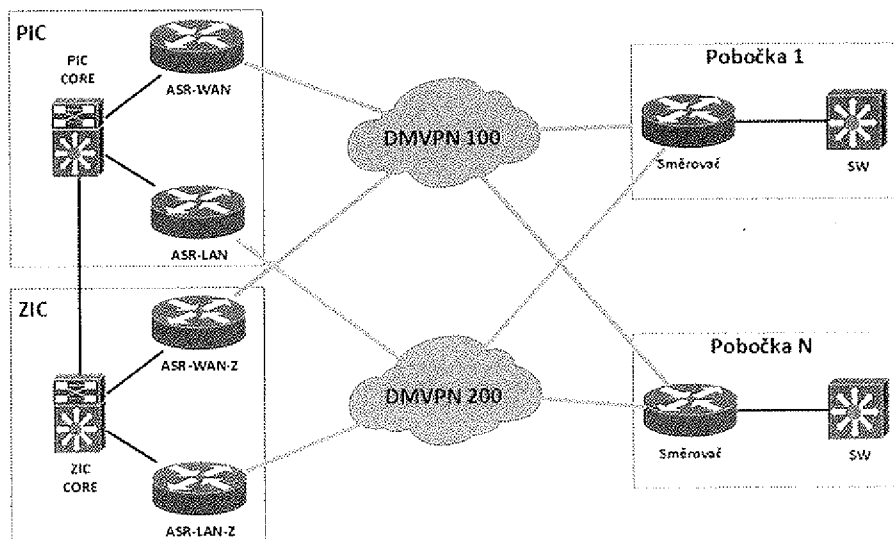 PIC
PIC
CORE
ASR-WAN
ASR-LAN
ZIC
ASR-WAN-Z
ZIC
CORE
ASR-LAN-Z
DMVPN 100
DMVPN 200
Pobočka 1
Směrovač
SW
Pobočka N
Směrovač
SW